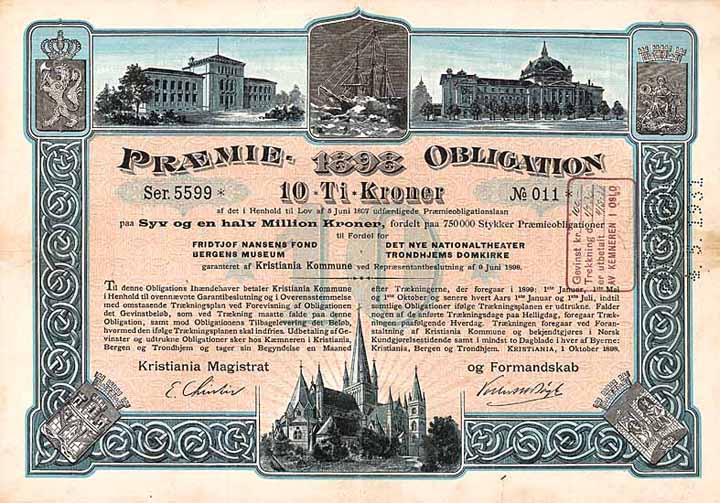 PRÆMIE- 1898 OBLIGATION
Ser. 5599 * 10-Ti-Kroner № 011 *
af det i Henhold til Lov af 5 Juni 1897 udfærdigede Præmieobligationslaan
paa Syv og en halv Million Kroner, fordelt paa 750000 Stykker Præmieobligationer
til Fordel for
FRIDTJOF NANSENS FOND DET NYE NATIONALTHEATER
BERGENS MUSEUM TRONDHJEMS DOMKIRKE
garanteret af Kristiania Kommune ved Repræsentantbeslutning af 9 Juni 1898.
Til denne Obligations Ihændehaver betaler Kristiania Kommune
i Henhold til ovennævnte Garantibeslutning og i Overensstemmelse
med omstaaende Trækningsplan ved Forevisning af Obligationen
det Gevinstbeløb, som ved Trækning maatte falde paa denne
Obligation, samt mod Obligationens Tilbagelevering det Beløb,
hvormed den ifølge Trækningsplanen skal indfries. Udbetaling af Ge-
vinster og udtrukne Obligationer sker hos Kæmneren i Kristiania,
Bergen og Trondhjem og tager sin Begyndelse en Maaned
efter Trækningerne, der foregaar i 1899: 1ste Januar, 1ste Mai
og 1ste Oktober og senere hvert Aar 1ste Januar og 1ste Juli, indtil
samtlige Obligationer ifølge Trækningsplanen er udtrukne. Falder
nogen af de anførte Trækningsdage paa Helligdag, foregaar Træk-
ningen paafølgende Hverdag. Trækningen foregaar ved Foran-
staltning af Kristiania Kommune og bekjendtgjøres i Norsk
Kundgjørelsestidende samt i mindst to Dagblade i hver af Byerne:
Kristiania, Bergen og Trondhjem. KRISTIANIA, 1 Oktober 1898.
Kristiania Magistrat og Formandskab
Gevinst kr.
Trekning d.
er utbetalt
AV KEMNEREN I OSLO